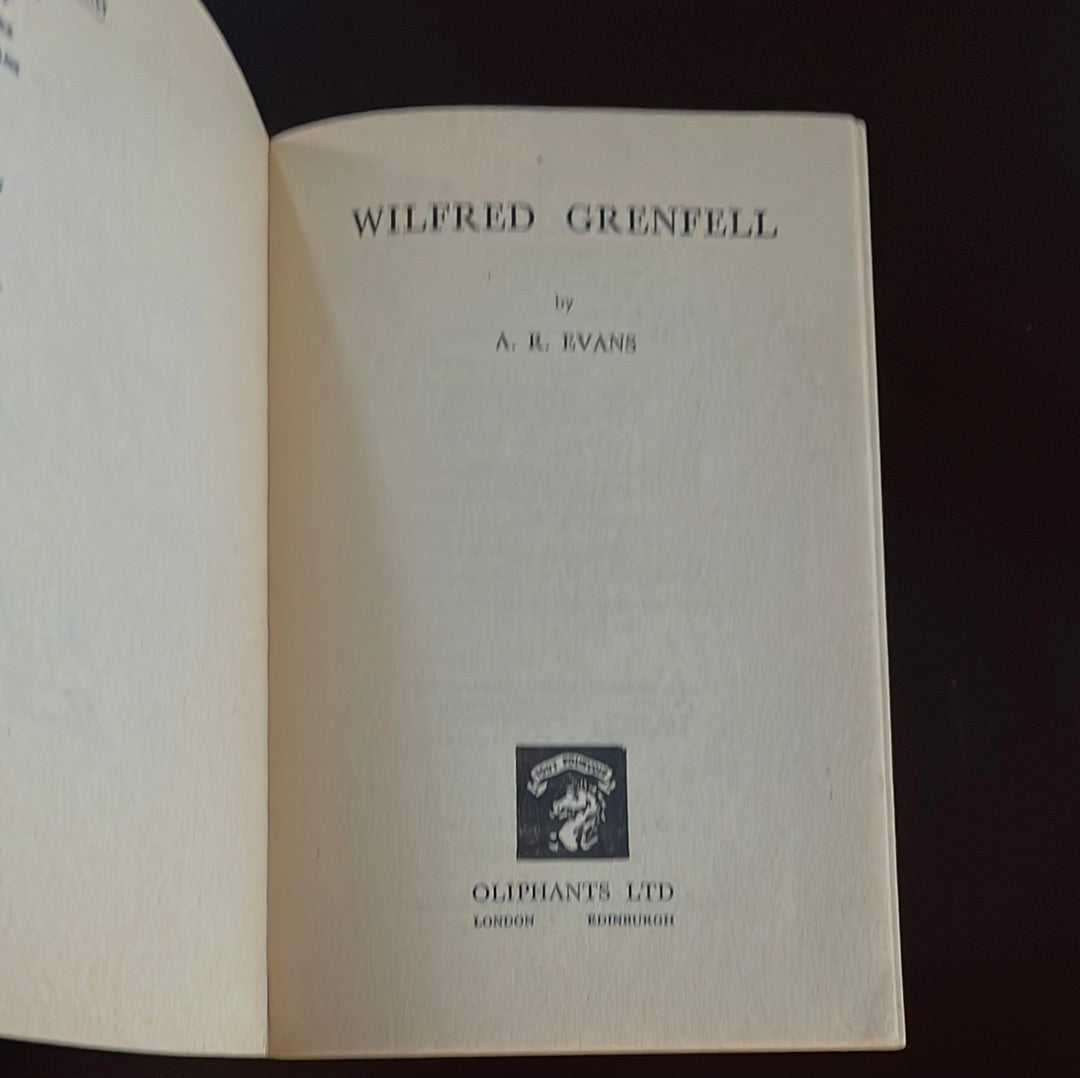 WILFRED GRENFELL
by
A. R. EVANS
OLIPHANTS LTD
LONDON EDINBURGH